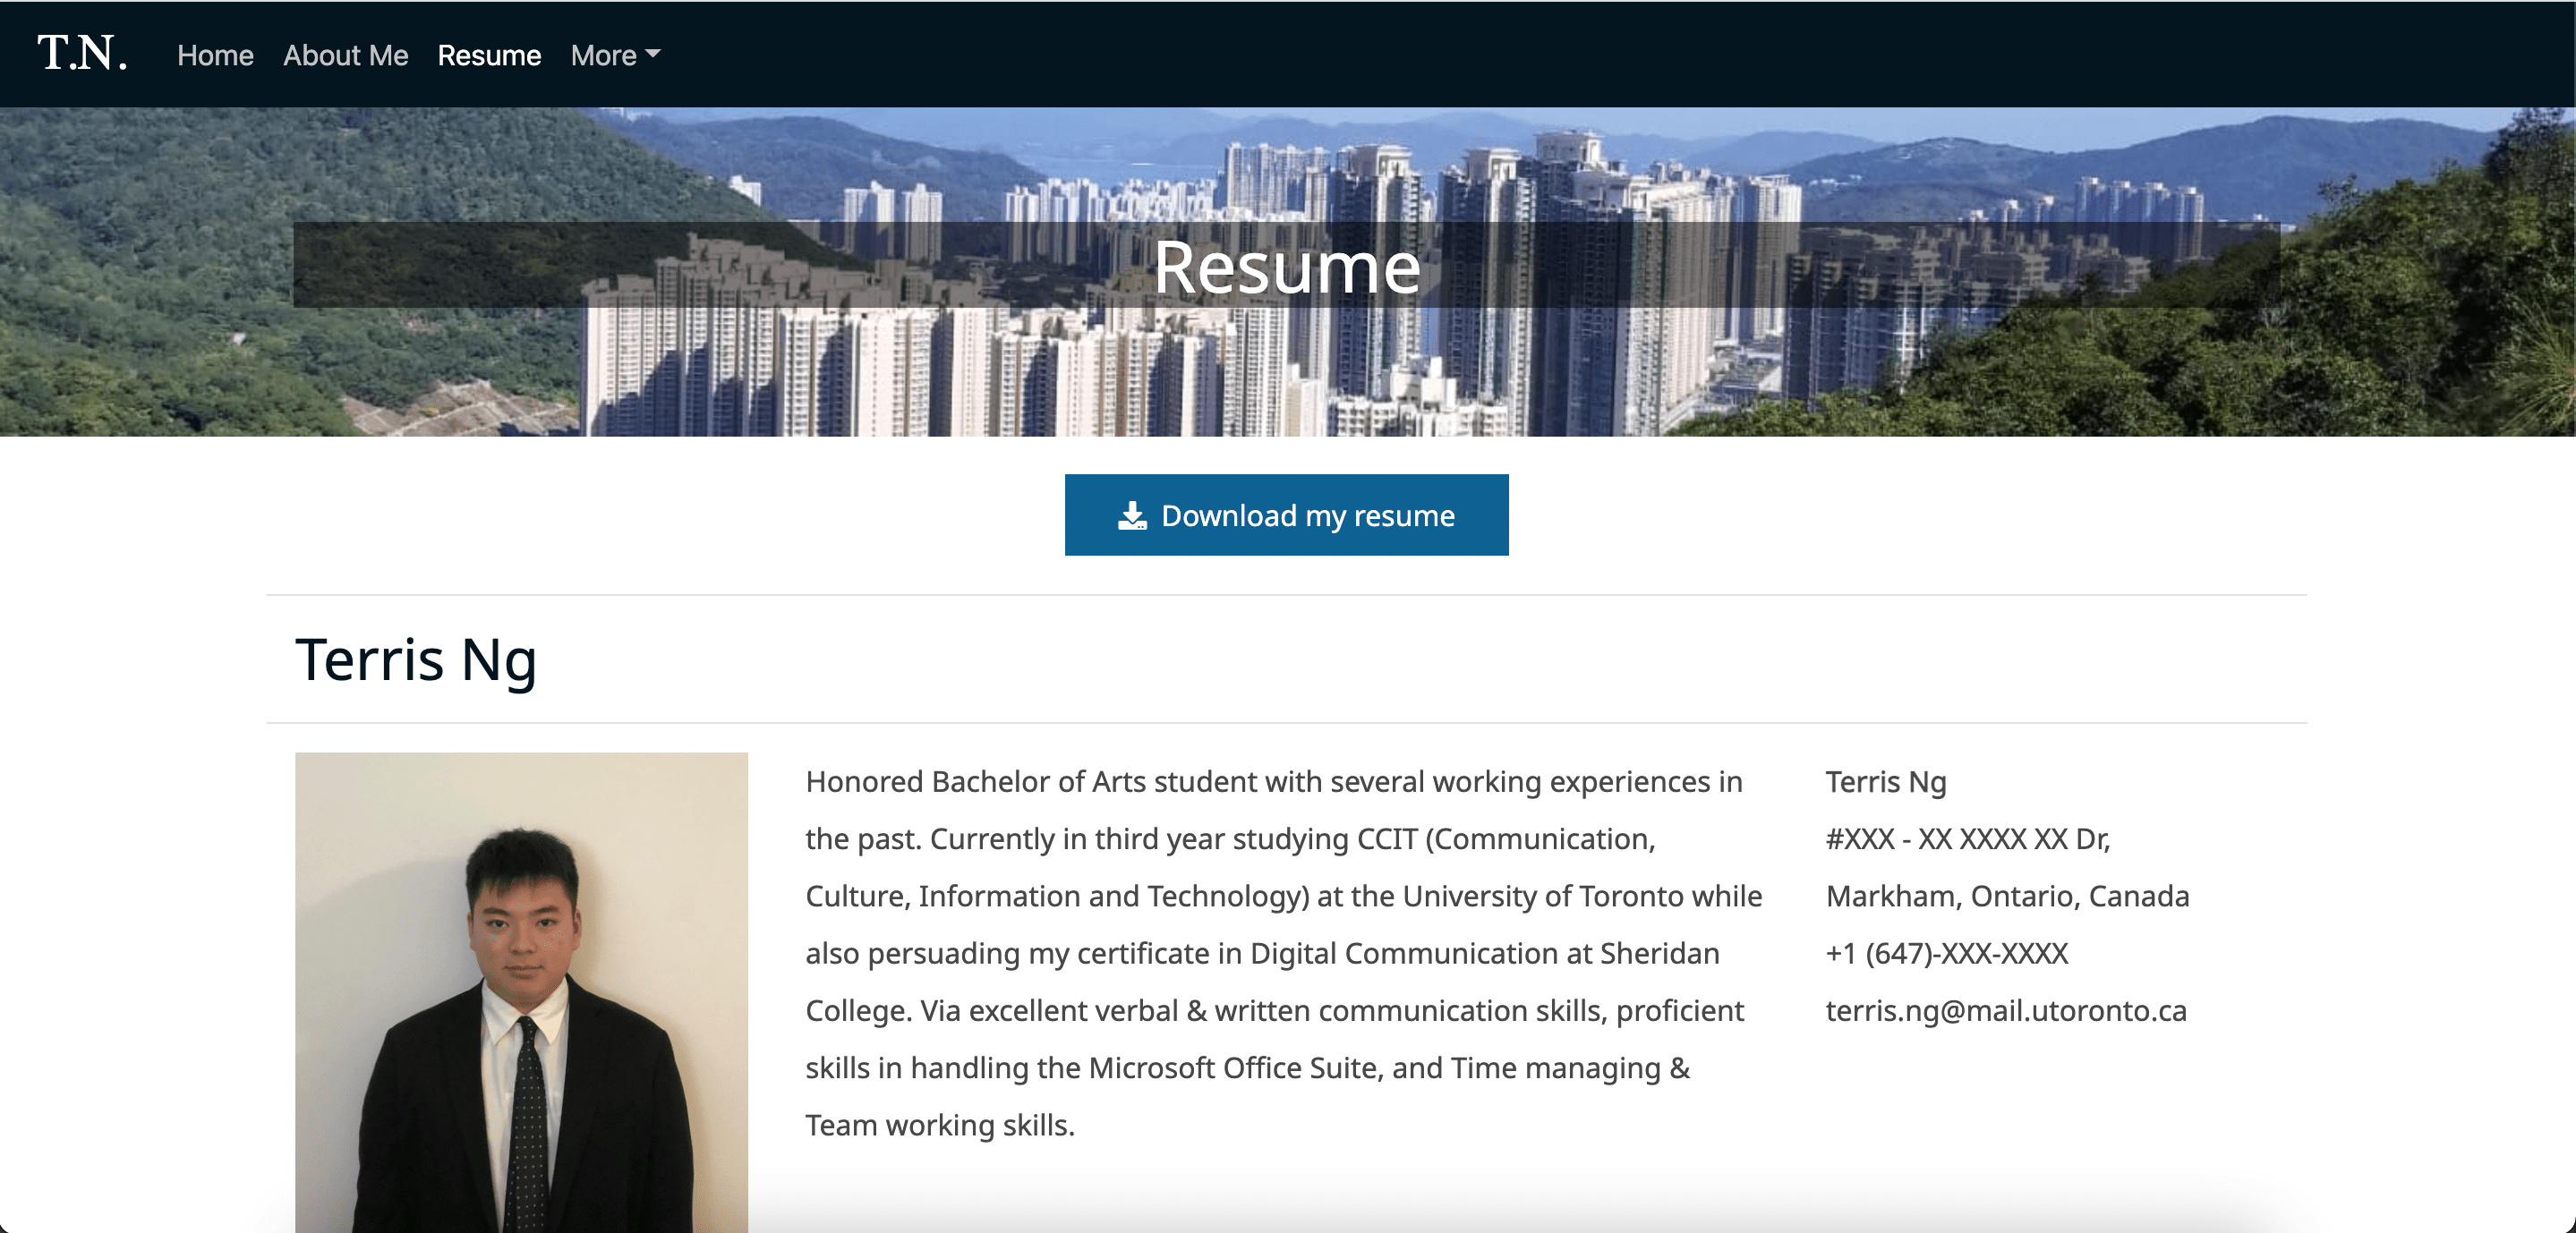 T.N. Home About Me Resume More
Resume
Download my resume
Terris Ng
Honored Bachelor of Arts student with several working experiences in
the past. Currently in third year studying CCIT (Communication,
Culture, Information and Technology) at the University of Toronto while
also persuading my certificate in Digital Communication at Sheridan
College. Via excellent verbal & written communication skills, proficient
skills in handling the Microsoft Office Suite, and Time managing &
Team working skills.
Terris Ng
#XXX - XX XXXX XX Dr,
Markham, Ontario, Canada
+1 (647)-XXX-XXXX
terris.ng@mail.utoronto.ca